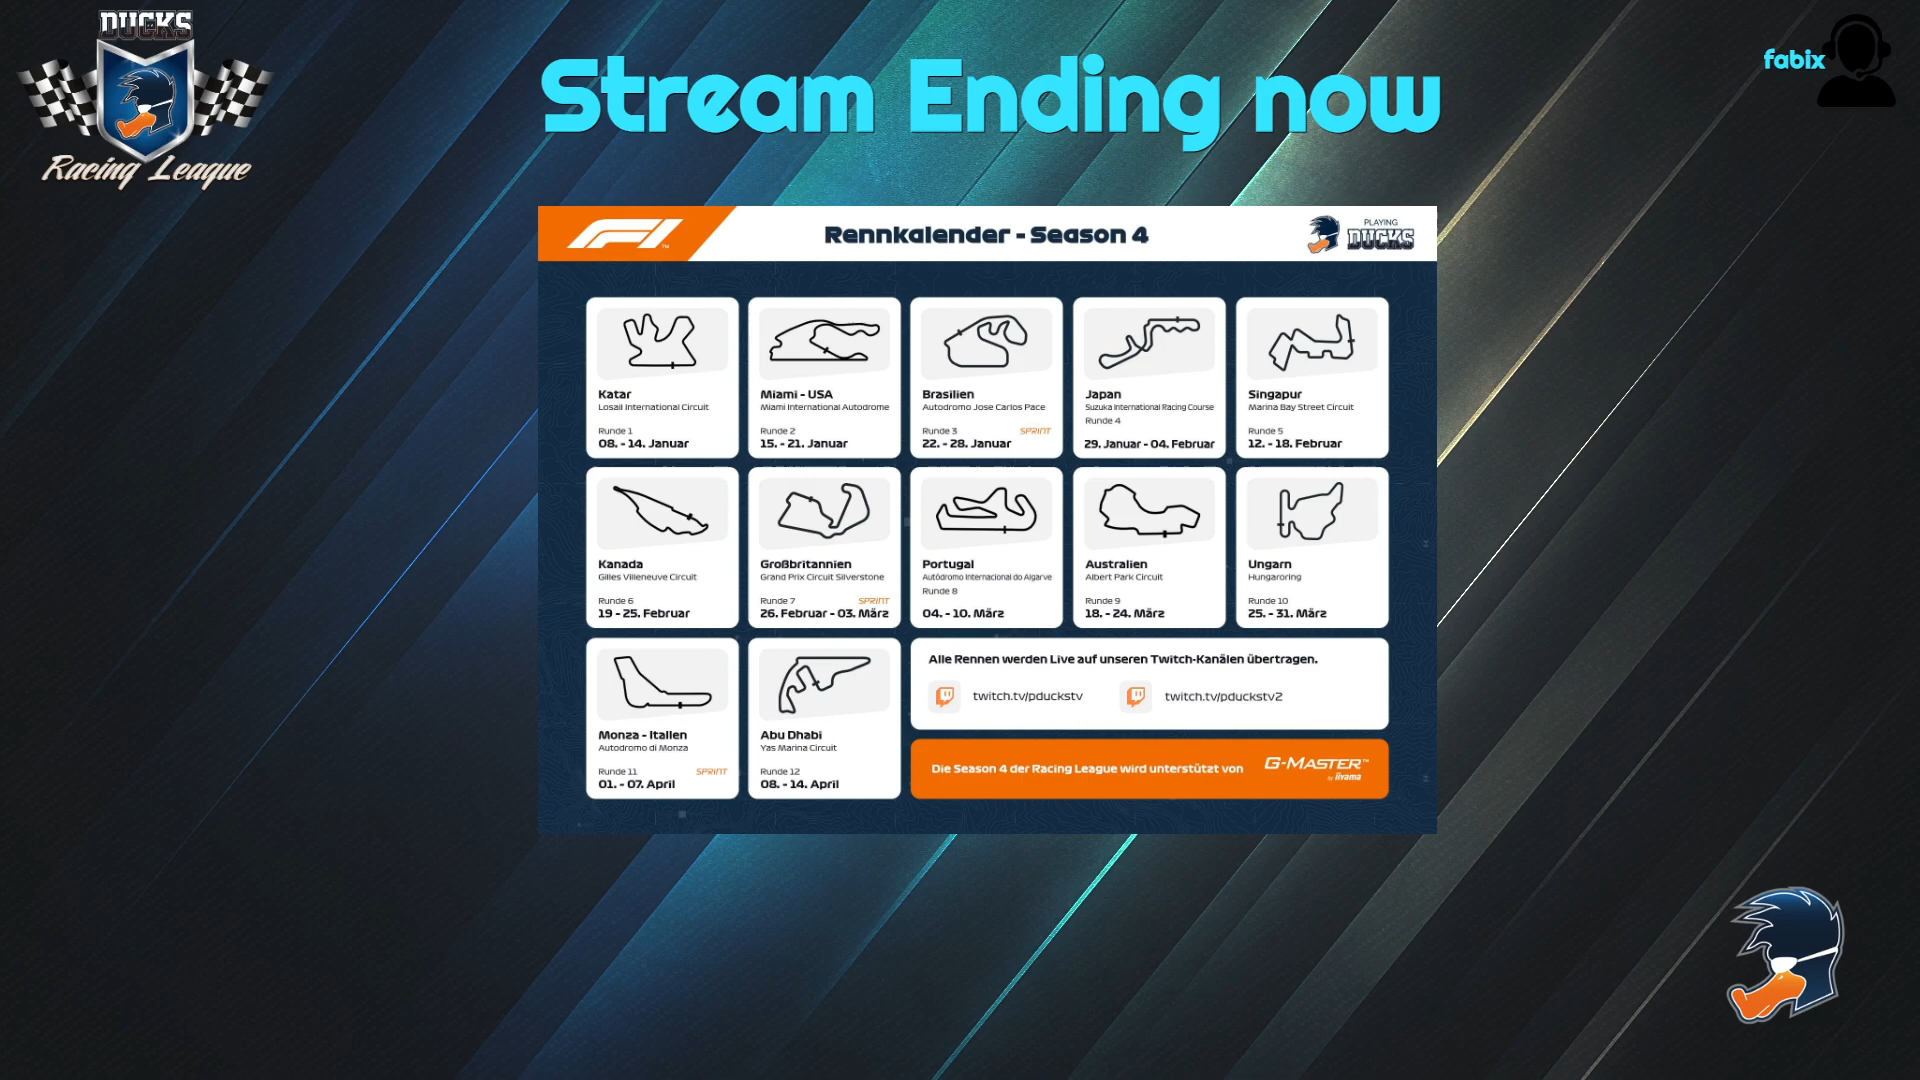 DUCKS
Racing League
Stream Ending now
fabix
F1
Rennkalender - Season 4
PLAYING
DUCKS
Katar
Losail International Circuit
Runde 1
08. - 14. Januar
Miami - USA
Miami International Autodrome
Runde 2
15. - 21. Januar
Brasilien
Autodromo Jose Carlos Pace
Runde 3
SPRINT
22. - 28. Januar
Japan
Suzuka International Racing Course
Runde 4
29. Januar - 04. Februar
Singapur
Marina Bay Street Circuit
Runde 5
12. - 18. Februar
Kanada
Gilles Villeneuve Circuit
Runde 6
19 - 25. Februar
Großbritannien
Grand Prix Circuit Silverstone
Runde 7
SPRINT
26. Februar - 03. März
Portugal
Autódromo Internacional do Algarve
Runde 8
04. - 10. März
Australien
Albert Park Circuit
Runde 9
18. - 24. März
Ungarn
Hungaroring
Runde 10
25. - 31. März
Monza - Italien
Autodromo di Monza
Runde 11
SPRINT
01. - 07. April
Abu Dhabi
Yas Marina Circuit
Runde 12
08. - 14. April
Alle Rennen werden Live auf unseren Twitch-Kanälen übertragen.
twitch.tv/pduckstv
twitch.tv/pduckstv2
Die Season 4 der Racing League wird unterstützt von
G-MASTER™
by iiyama